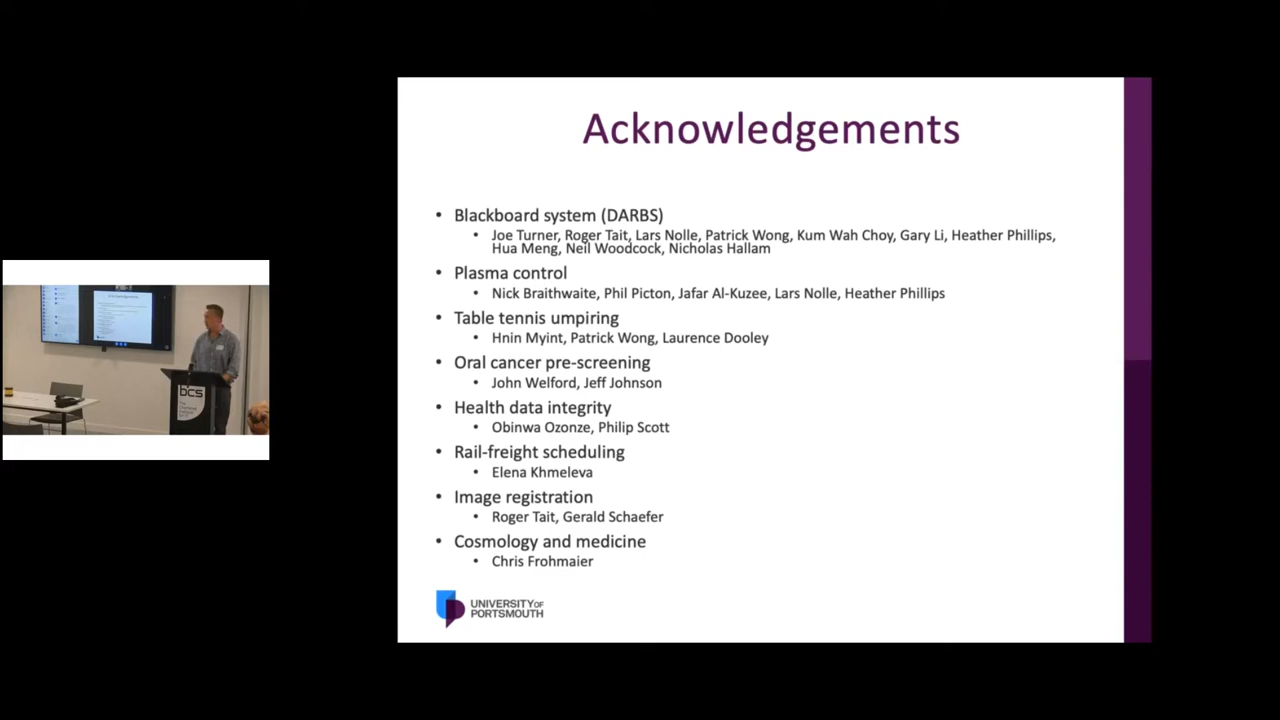 Acknowledgements
• Blackboard system (DARBS)
• Joe Turner, Roger Tait, Lars Nolle, Patrick Wong, Kum Wah Choy, Gary Li, Heather Phillips,
Hua Meng, Neil Woodcock, Nicholas Hallam
• Plasma control
• Nick Braithwaite, Phil Picton, Jafar Al-Kuzee, Lars Nolle, Heather Phillips
• Table tennis umpiring
• Hnin Myint, Patrick Wong, Laurence Dooley
• Oral cancer pre-screening
• John Welford, Jeff Johnson
• Health data integrity
• Obinwa Ozonze, Philip Scott
• Rail-freight scheduling
• Elena Khmeleva
• Image registration
• Roger Tait, Gerald Schaefer
• Cosmology and medicine
• Chris Frohmaier
UNIVERSITY OF
PORTSMOUTH
Acknowledgements
bcs